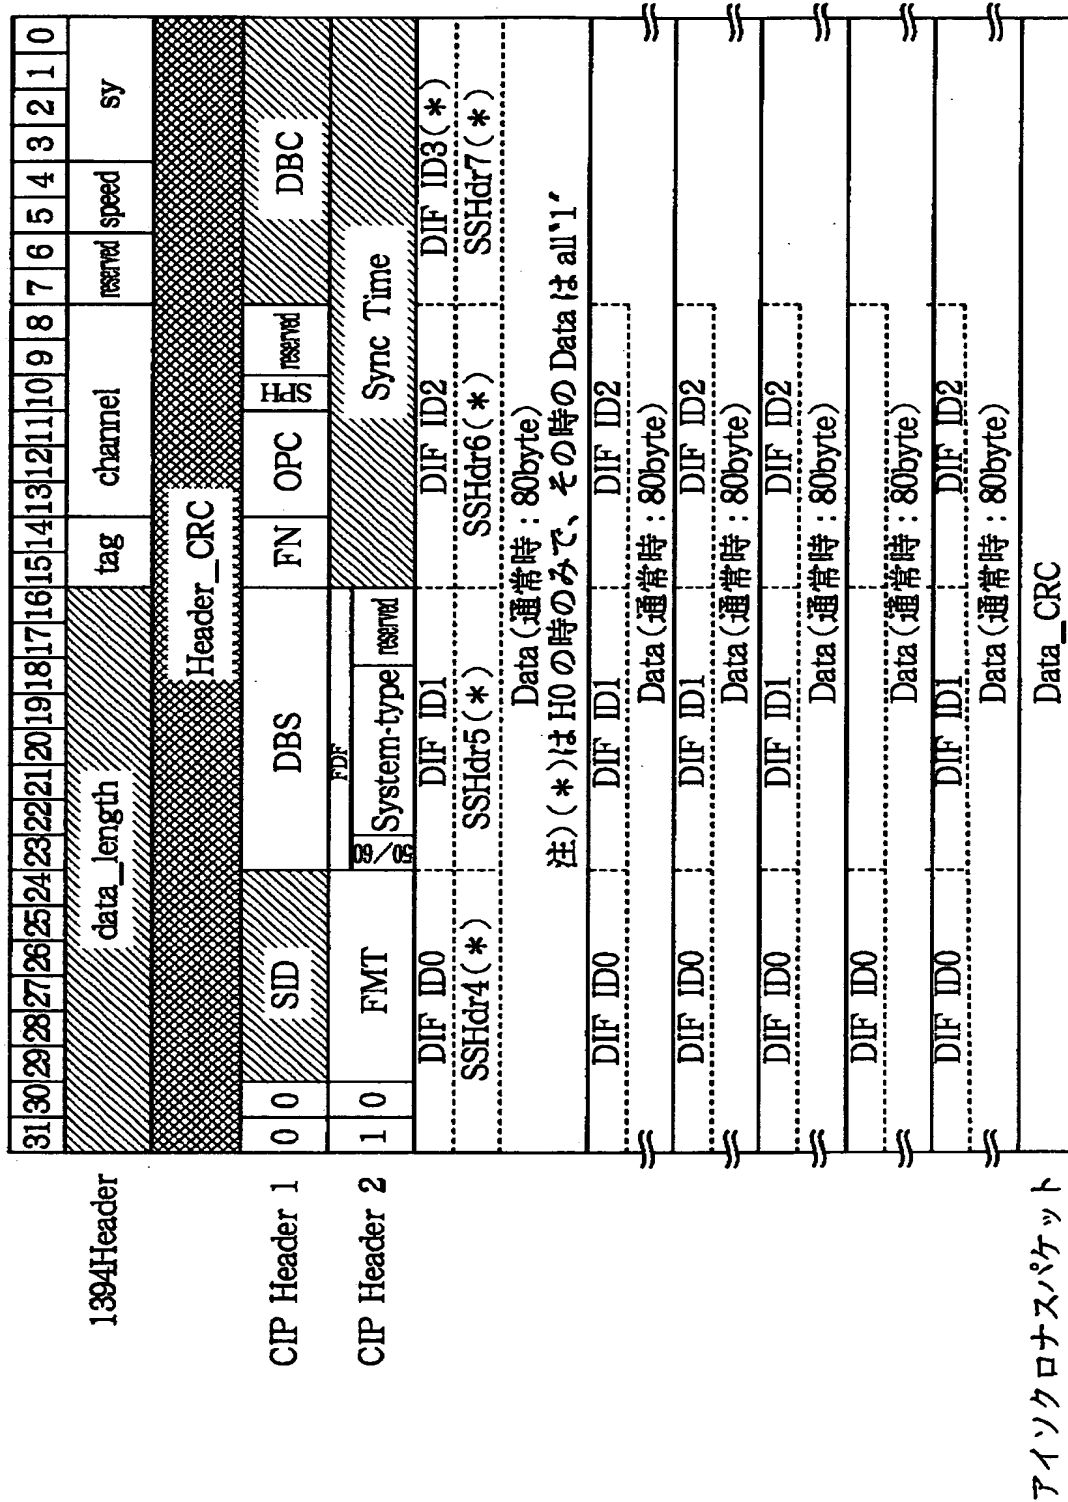 31 30 29 28 27 26 25 24 23 22 21 20 19 18 17 16 15 14 13 12 11 10 9 8 7 6 5 4 3 2 1 0
1394Header data_length tag channel reserved speed sy
Header_CRC
CIP Header 1 0 0 SID DBS FN OPC SPH reserved DBC
CIP Header 2 1 0 FMT FDF 50/60 System-type reserved Sync Time
DIF ID0 DIF ID1 DIF ID2 DIF ID3(*)
SSHdr4(*) SSHdr5(*) SSHdr6(*) SSHdr7(*)
Data(通常時:80byte)
注)(*)はH0の時のみで、その時のDataはall‵1′
DIF ID0 DIF ID1 DIF ID2
Data(通常時:80byte)
DIF ID0 DIF ID1 DIF ID2
Data(通常時:80byte)
DIF ID0 DIF ID1 DIF ID2
Data(通常時:80byte)
DIF ID0
Data(通常時:80byte)
DIF ID0 DIF ID1 DIF ID2
Data(通常時:80byte)
Data_CRC
アイソクロナスパケット